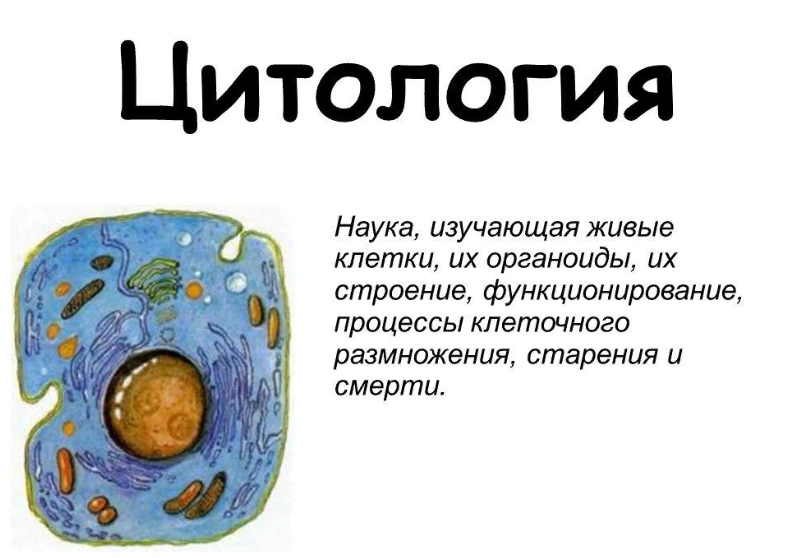 Цитология
Наука, изучающая живые
клетки, их органоиды, их
строение, функционирование,
процессы клеточного
размножения, старения и
смерти.